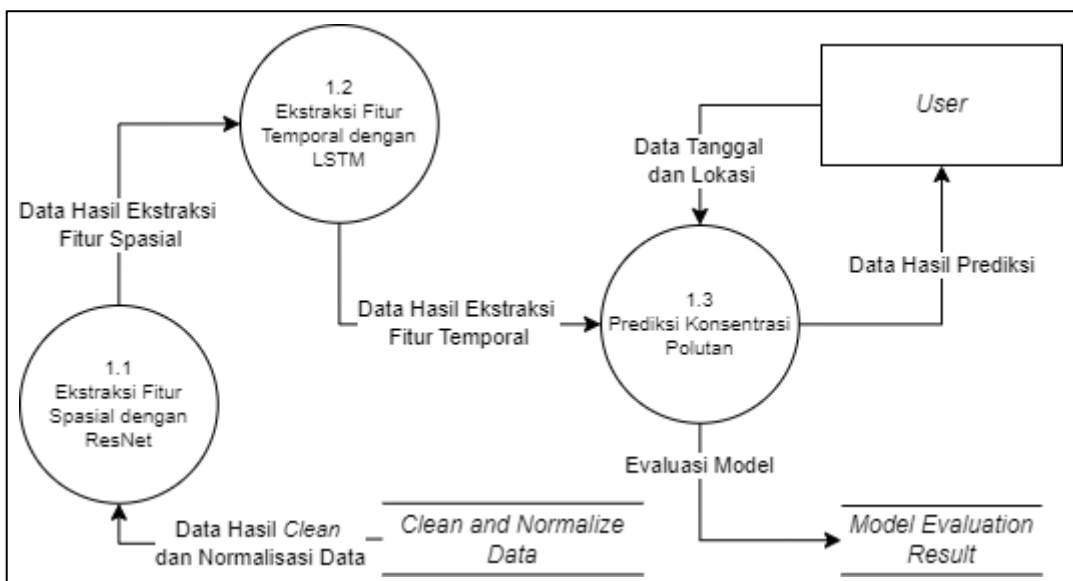 1.2
Ekstraksi Fitur
Temporal dengan
LSTM
User
Data Tanggal
dan Lokasi
Data Hasil Ekstraksi
Fitur Spasial
Data Hasil Prediksi
1.3
Prediksi Konsentrasi
Polutan
Data Hasil Ekstraksi
Fitur Temporal
1.1
Ekstraksi Fitur
Spasial dengan
ResNet
Evaluasi Model
Data Hasil Clean
dan Normalisasi Data
Clean and Normalize
Data
Model Evaluation
Result